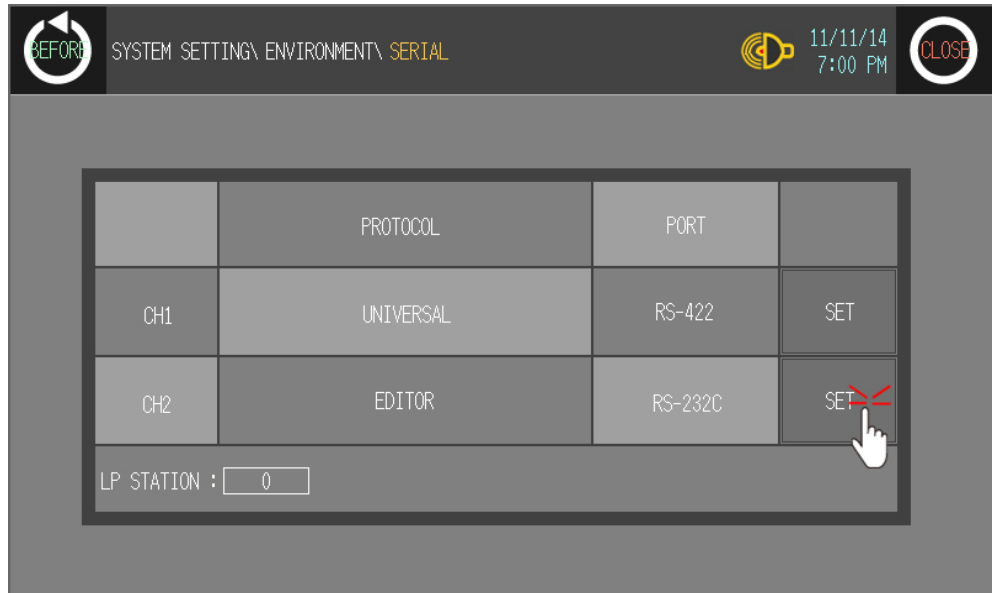 BEFORE SYSTEM SETTING\ ENVIRONMENT\ SERIAL 11/11/14 CLOSE
7:00 PM
PROTOCOL PORT
CH1 UNIVERSAL RS-422 SET
CH2 EDITOR RS-232C SET
LP STATION : 0